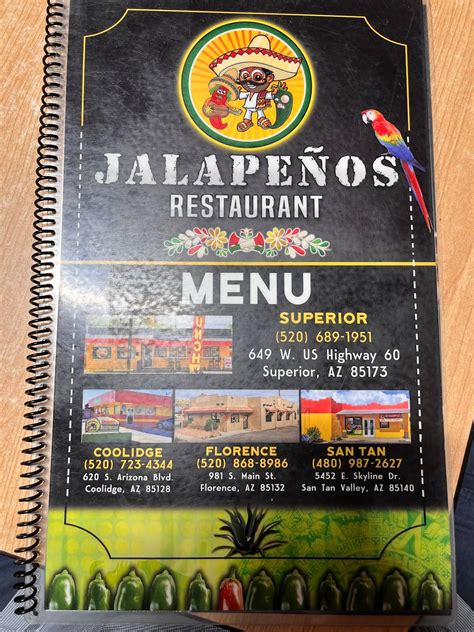 JALAPEÑOS
RESTAURANT
MENU
LUNCH
SUPERIOR
(520) 689-1951
649 W. US Highway 60
Superior, AZ 85173
COOLIDGE
(520) 723-4344
620 S. Arizona Blvd.
Coolidge, AZ 85128
FLORENCE
(520) 868-8986
981 S. Main St.
Florence, AZ 85132
SAN TAN
(480) 987-2627
5452 E. Skyline Dr.
San Tan Valley, AZ 85140